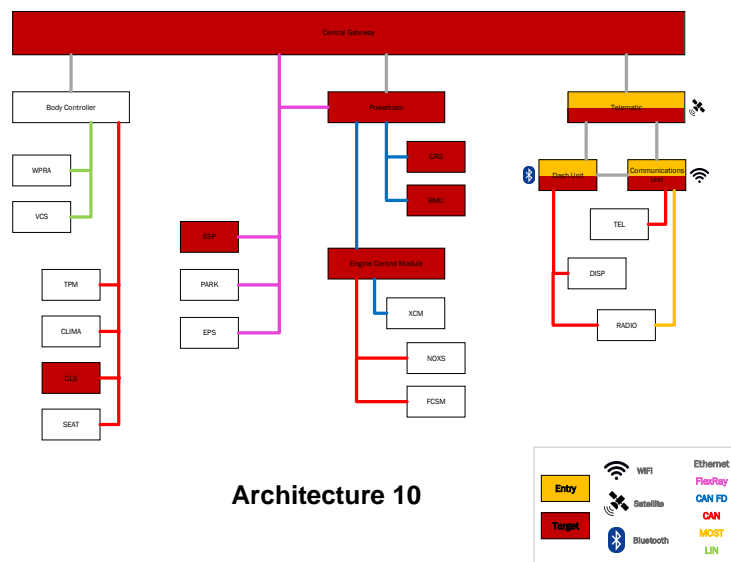 Central Gateway
Body Controller
Powertrain
Telematic
WPRA
CRG
Dash Unit
Communications
Unit
VCS
EMU
TEL
ESP
Engine Control Module
DISP
TPM
PARK
XCM
RADIO
CLIMA
EPS
NOXS
CLS
FCSM
SEAT
Architecture 10
Entry
Target
WIFI
Satellite
Bluetooth
Ethernet
FlexRay
CAN FD
CAN
MOST
LIN